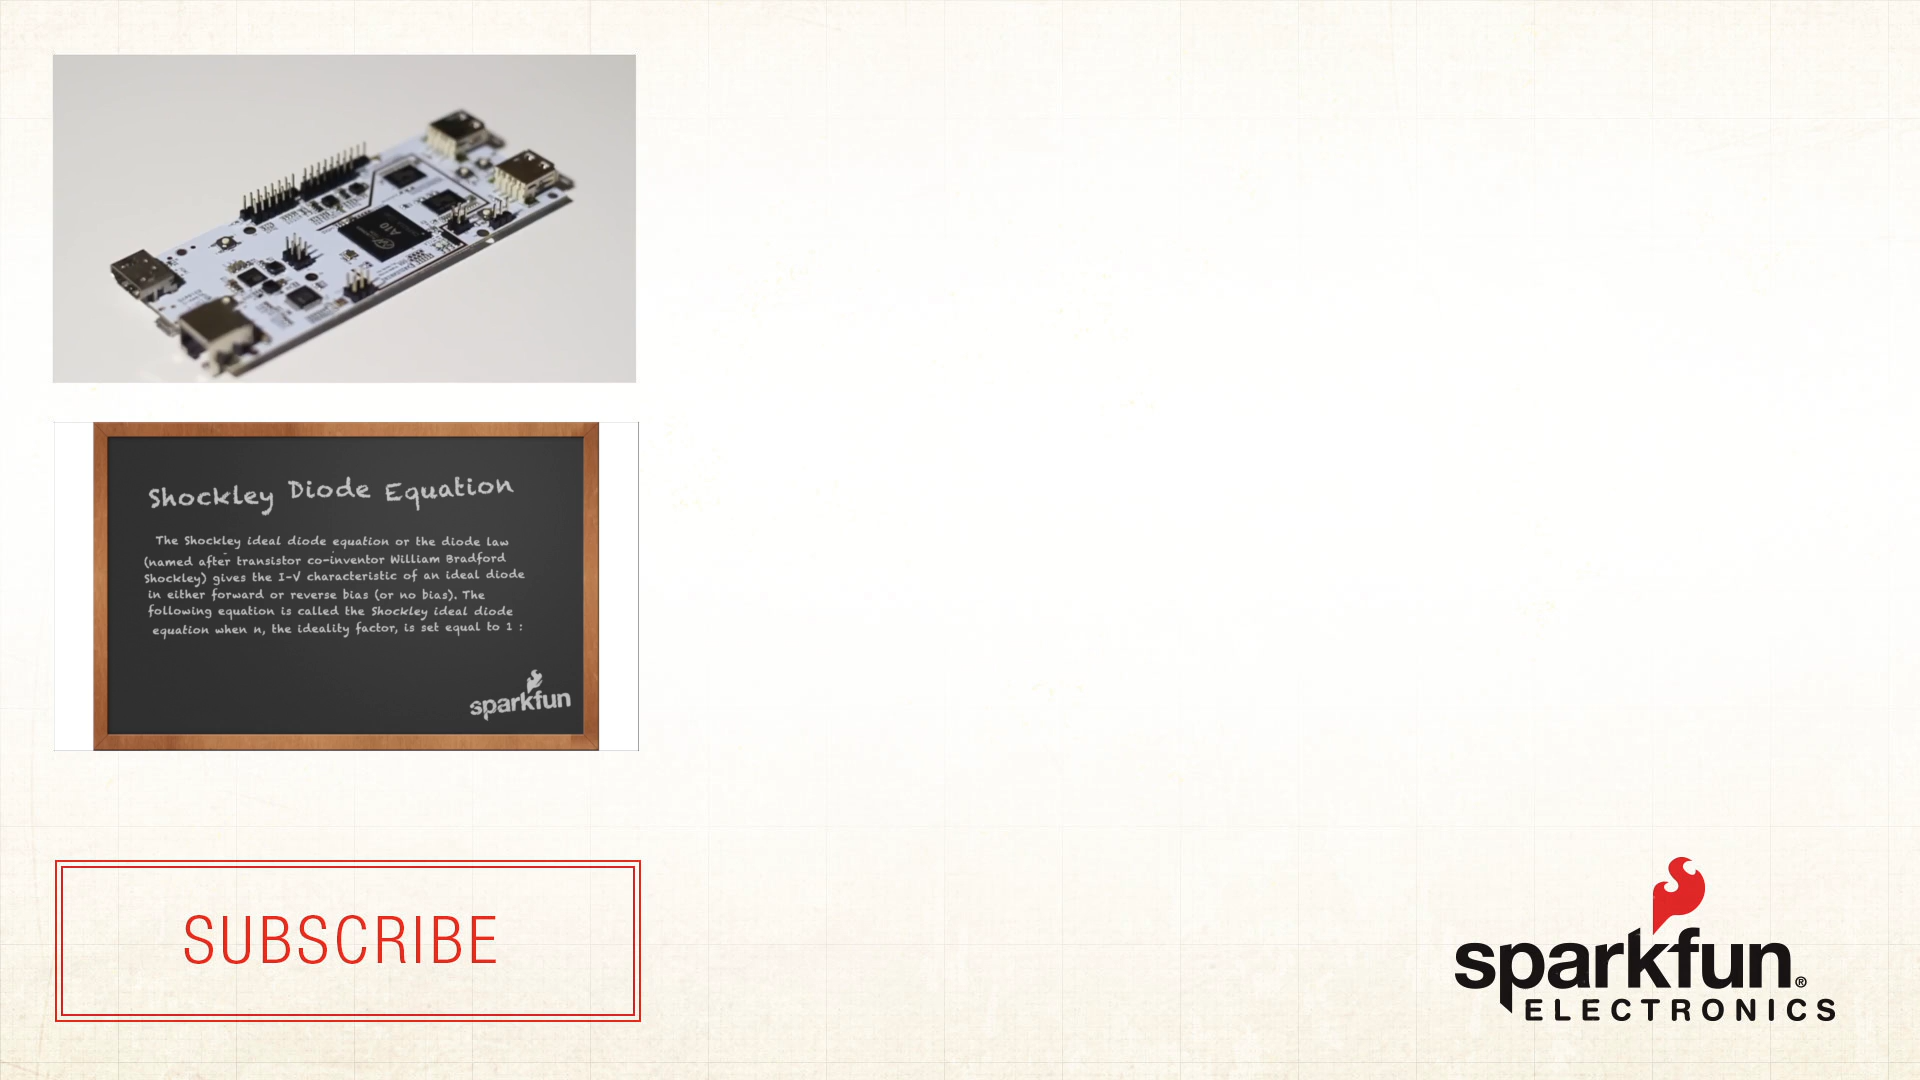 A10
Shockley Diode Equation
The Shockley ideal diode equation or the diode law
(named after transistor co-inventor William Bradford
Shockley) gives the I-V characteristic of an ideal diode
in either forward or reverse bias (or no bias). The
following equation is called the Shockley ideal diode
equation when n, the ideality factor, is set equal to 1 :
sparkfun
SUBSCRIBE
sparkfun®
ELECTRONICS